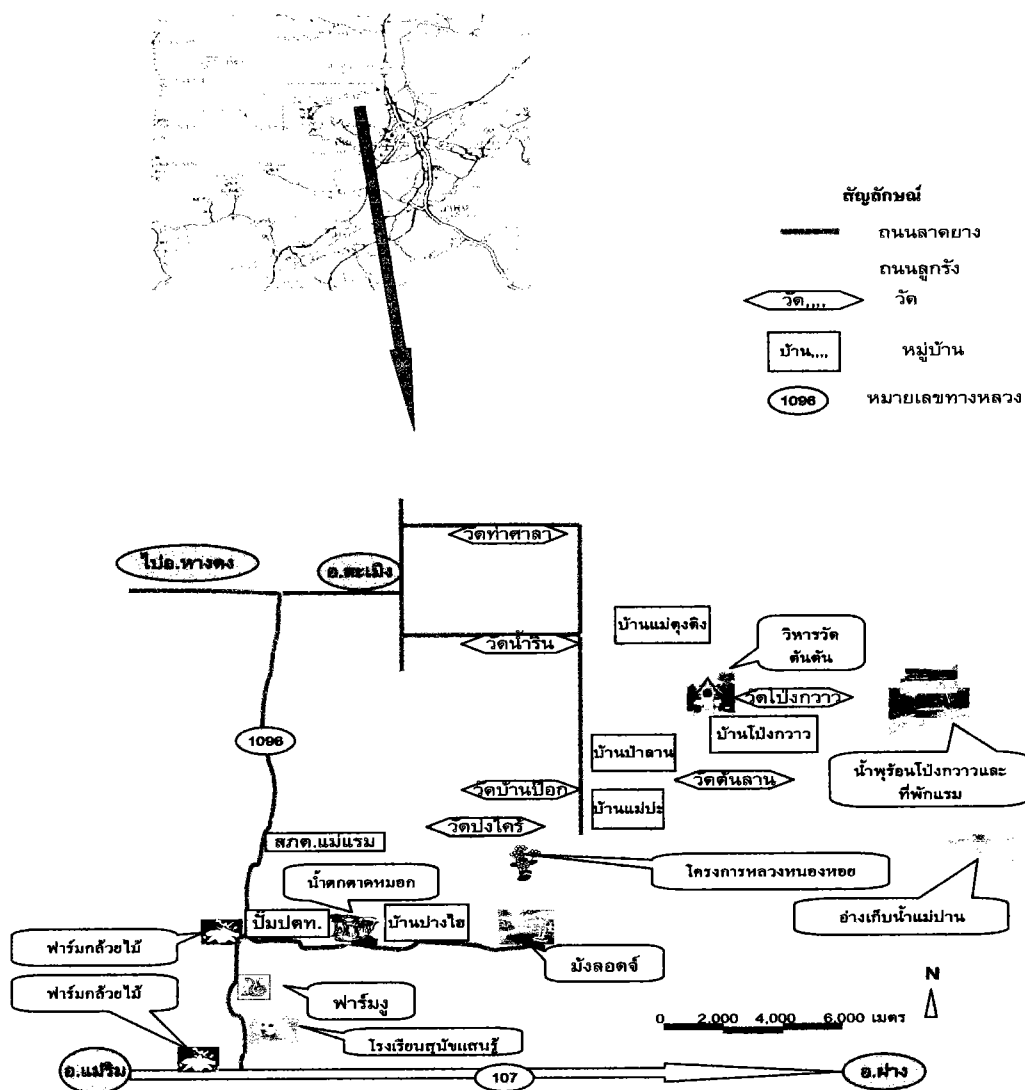 สัญลักษณ์
ถนนลาดยาง
ถนนลูกรัง
วัด.... วัด
บ้าน.... หมู่บ้าน
1096 หมายเลขทางหลวง
วัดท่าศาลา
ไปอ.หางดง
อ.สะเมิง
บ้านแม่ตุงติง
วัดน้ำริน
วิหารวัด
ต้นตัน
วัดโป่งกวาว
บ้านโป่งกวาว
1096
บ้านป่าลาน
น้ำพุร้อนโป่งกวาวและ
ที่พักแรม
วัดต้นลาน
วัดบ้านป๊อก
บ้านแม่ปะ
วัดปงไคร้
สภต.แม่แรม
โครงการหลวงหนองหอย
น้ำตกตาดหมอก
อ่างเก็บน้ำแม่ปาน
ปั๊มปตท.
บ้านปางไฮ
ฟาร์มกล้วยไม้
มังลอดจ์
ฟาร์มกล้วยไม้
ฟาร์มงู
N
0 2,000 4,000 6,000 เมตร
โรงเรียนสุนัขแสนรู้
อ.แม่ริม
107
อ.ฝาง